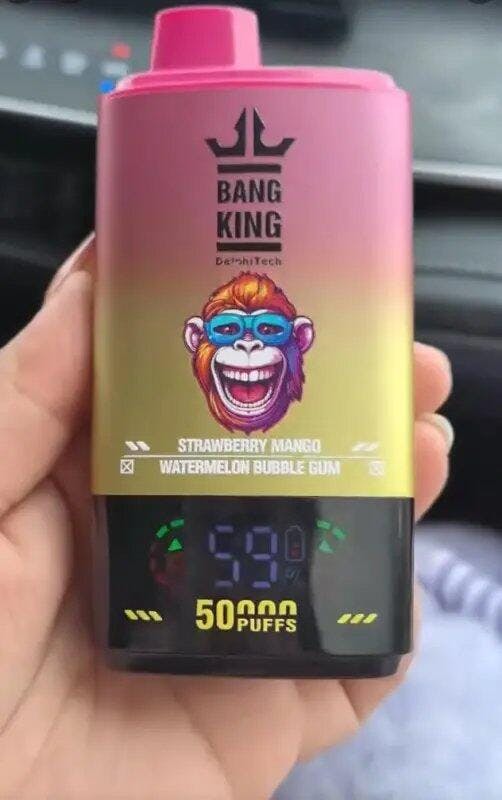 BANG
KING
DelphiTech
STRAWBERRY MANGO
WATERMELON BUBBLE GUM
59
%
50000
PUFFS